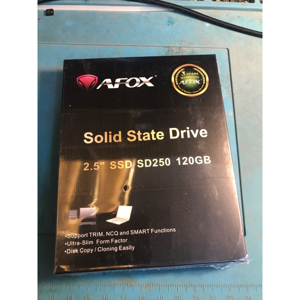 AFOX
AFOX
Solid State Drive
2.5" SSD SD250 120GB
•Support TRIM, NCQ and SMART Functions
•Ultra-Slim Form Factor
•Disk Copy / Cloning Easily